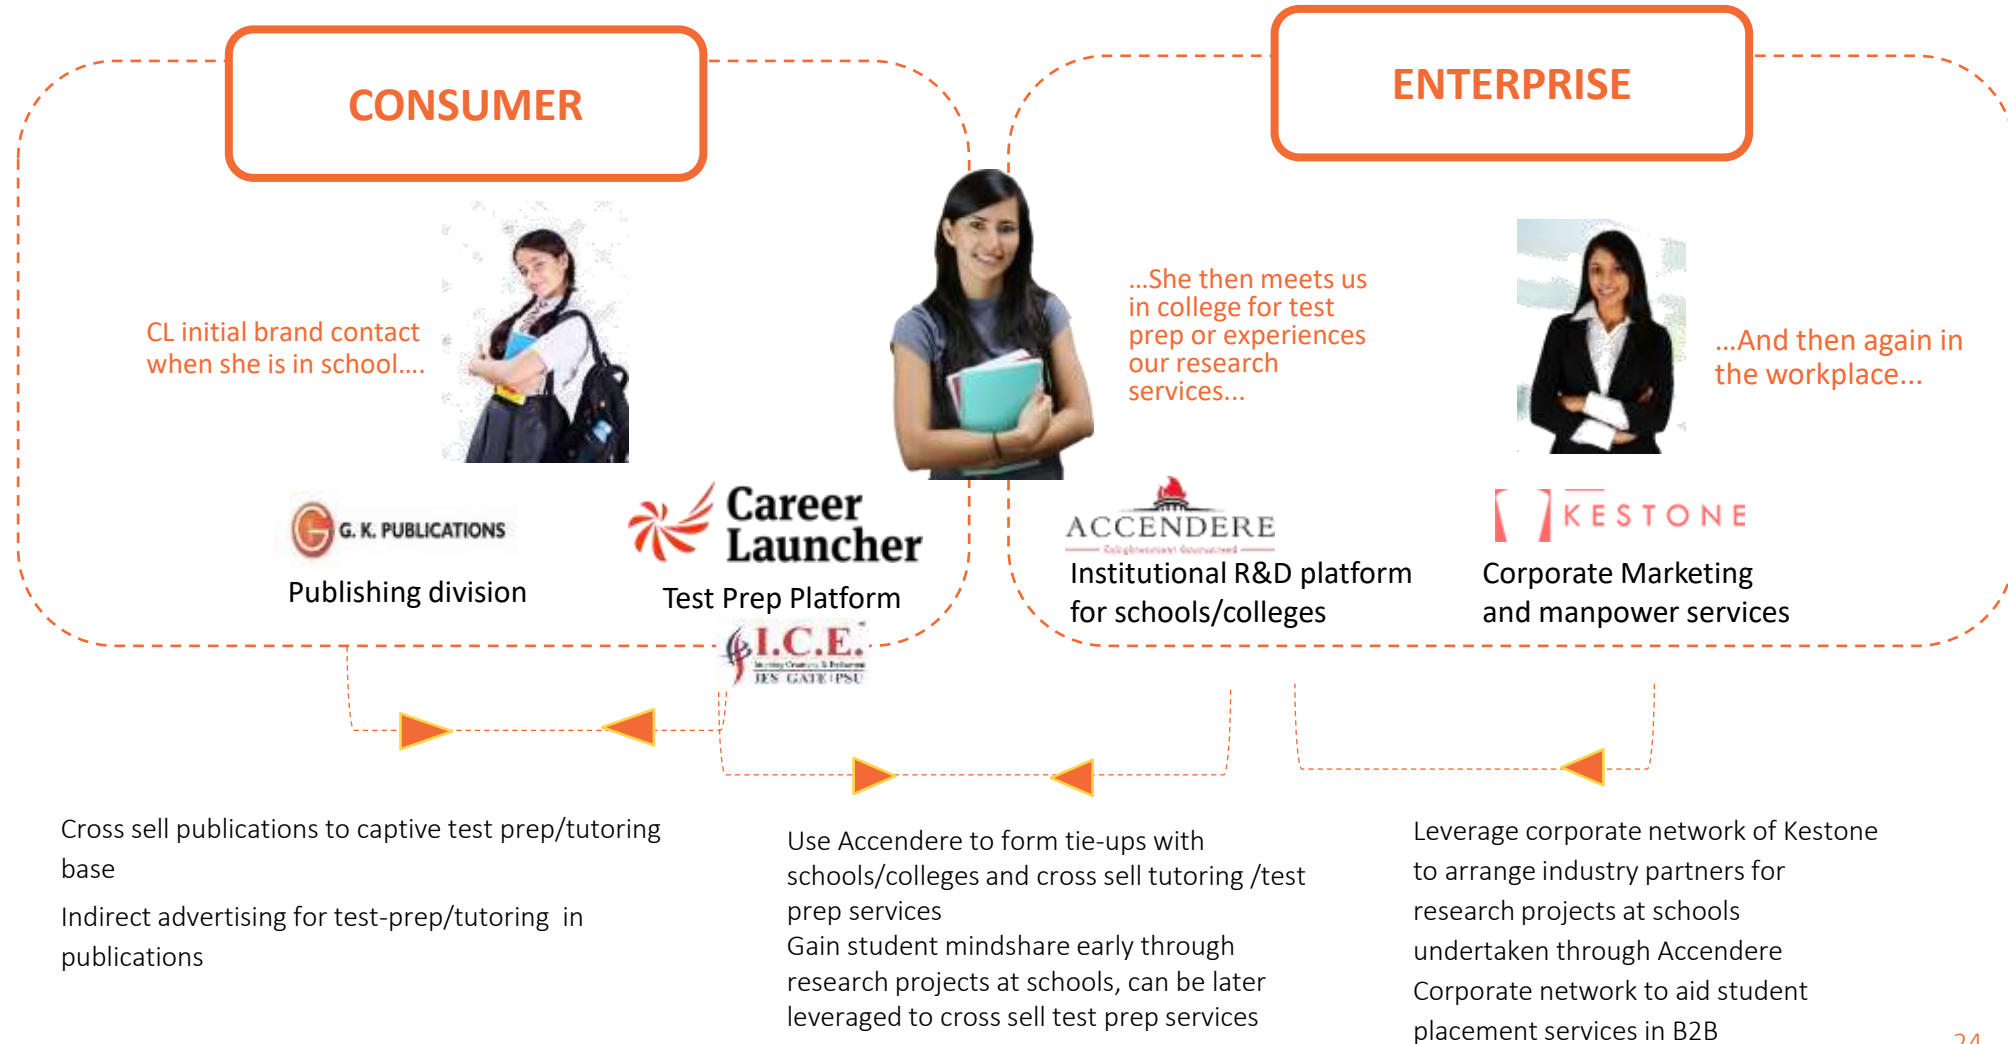 CONSUMER
ENTERPRISE
CL initial brand contact
when she is in school....
...She then meets us
in college for test
prep or experiences
our research
services...
...And then again in
the workplace...
G. K. PUBLICATIONS
Publishing division
Career
Launcher
Test Prep Platform
I.C.E.
IES GATE PSU
ACCENDERE
Institutional R&D platform
for schools/colleges
KESTONE
Corporate Marketing
and manpower services
Cross sell publications to captive test prep/tutoring
base
Indirect advertising for test-prep/tutoring in
publications
Use Accendere to form tie-ups with
schools/colleges and cross sell tutoring /test
prep services
Gain student mindshare early through
research projects at schools, can be later
leveraged to cross sell test prep services
Leverage corporate network of Kestone
to arrange industry partners for
research projects at schools
undertaken through Accendere
Corporate network to aid student
placement services in B2B
24